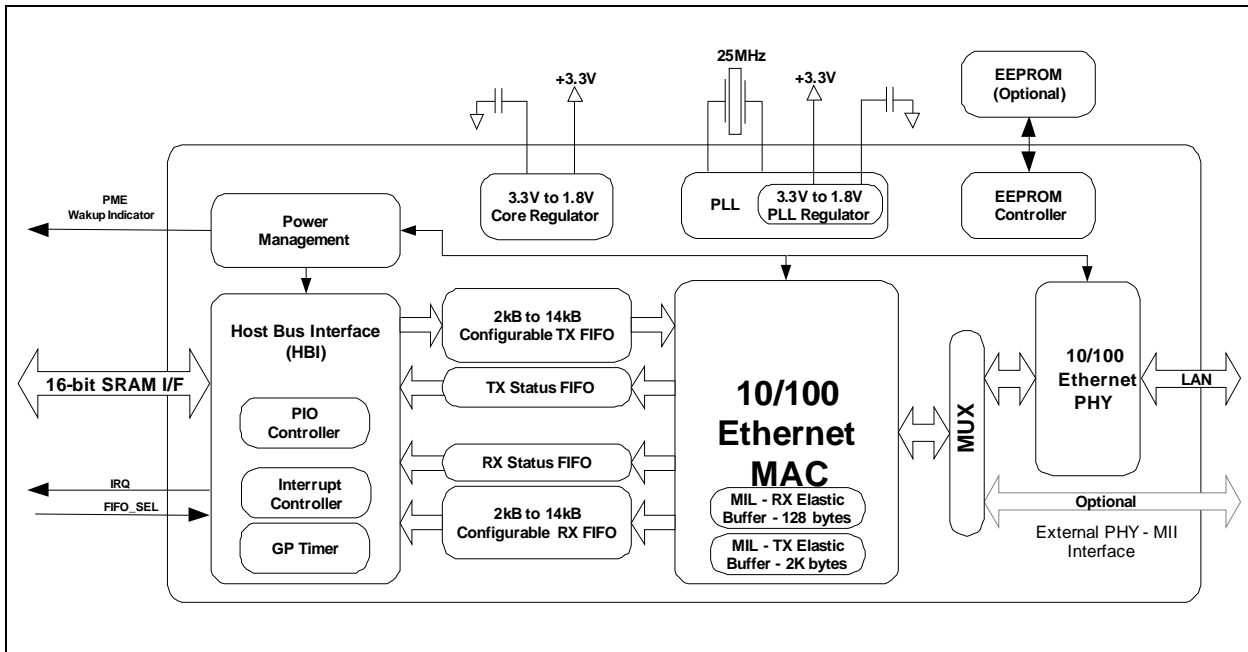 25MHz
+3.3V
+3.3V
EEPROM
(Optional)
3.3V to 1.8V
Core Regulator
PLL
3.3V to 1.8V
PLL Regulator
EEPROM
Controller
PME
Wakup Indicator
Power
Management
Host Bus Interface
(HBI)
2kB to 14kB
Configurable TX FIFO
16-bit SRAM I/F
TX Status FIFO
PIO
Controller
RX Status FIFO
IRQ
FIFO_SEL
Interrupt
Controller
2kB to 14kB
Configurable RX FIFO
GP Timer
10/100
Ethernet
MAC
MIL - RX Elastic
Buffer - 128 bytes
MIL - TX Elastic
Buffer - 2K bytes
MUX
10/100
Ethernet
PHY
LAN
Optional
External PHY - MII
Interface